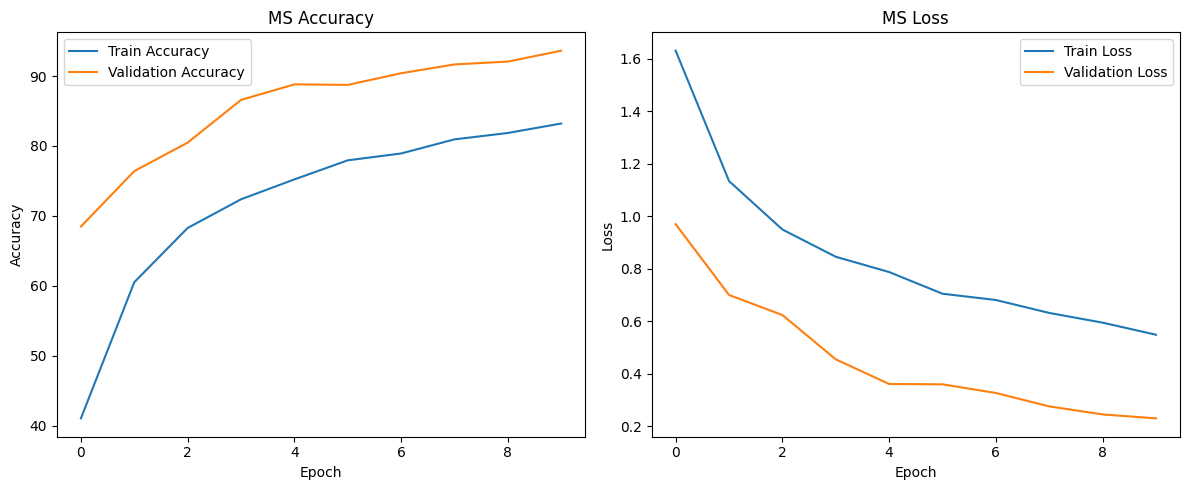 MS Accuracy
Train Accuracy
Validation Accuracy
Accuracy
90
80
70
60
50
40
0 2 4 6 8
Epoch
MS Loss
Train Loss
Validation Loss
Loss
1.6
1.4
1.2
1.0
0.8
0.6
0.4
0.2
0 2 4 6 8
Epoch